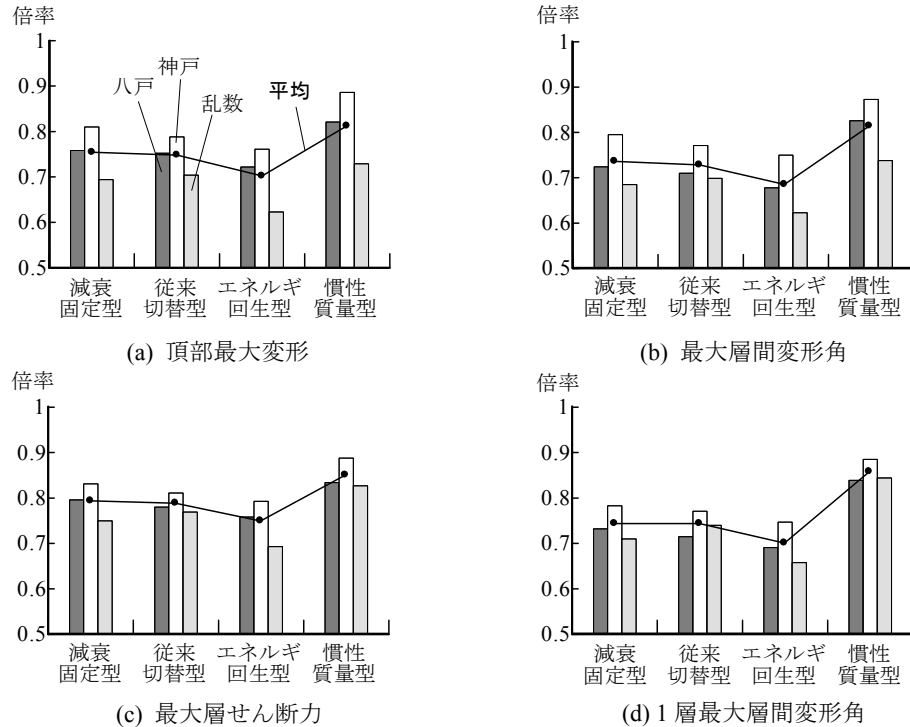 倍率
1
0.9
0.8
0.7
0.6
0.5
八戸
神戸
乱数
平均
減衰
固定型
従来
切替型
エネルギ
回生型
慣性
質量型
(a) 頂部最大変形
倍率
1
0.9
0.8
0.7
0.6
0.5
減衰
固定型
従来
切替型
エネルギ
回生型
慣性
質量型
(b) 最大層間変形角
倍率
1
0.9
0.8
0.7
0.6
0.5
減衰
固定型
従来
切替型
エネルギ
回生型
慣性
質量型
(c) 最大層せん断力
倍率
1
0.9
0.8
0.7
0.6
0.5
減衰
固定型
従来
切替型
エネルギ
回生型
慣性
質量型
(d) 1 層最大層間変形角